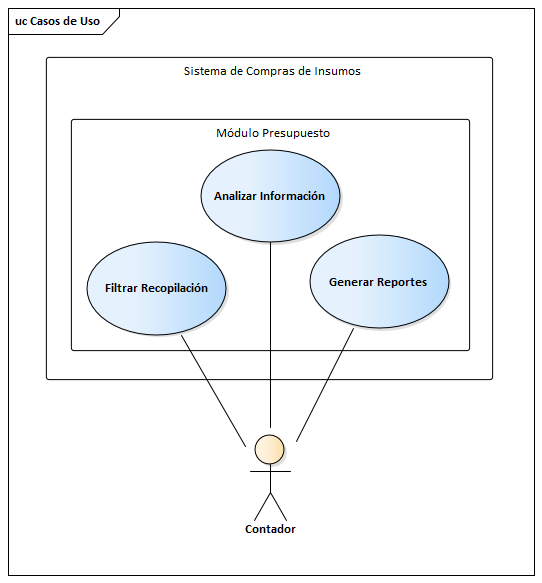 uc Casos de Uso
Sistema de Compras de Insumos
Módulo Presupuesto
Analizar Información
Filtrar Recopilación
Generar Reportes
Contador